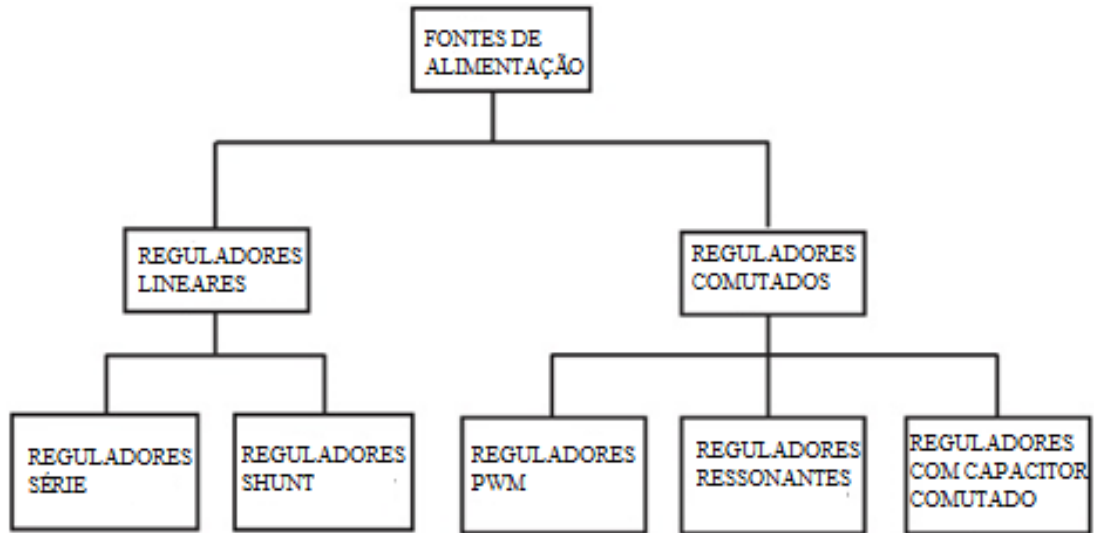 FONTES DE
ALIMENTAÇÃO
REGULADORES
LINEARES
REGULADORES
COMUTADOS
REGULADORES
SÉRIE
REGULADORES
SHUNT
REGULADORES
PWM
REGULADORES
RESSONANTES
REGULADORES
COM CAPACITOR
COMUTADO